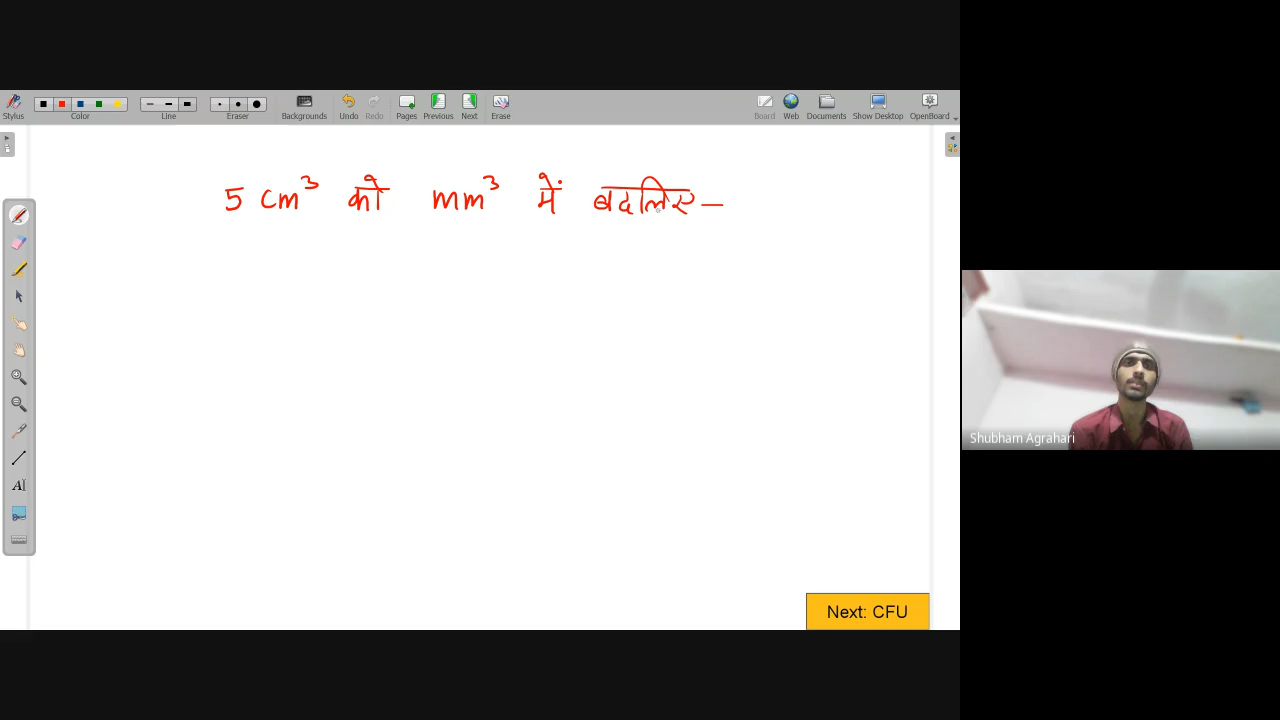 Stylus
Color
Line
Eraser
Backgrounds
Undo
Redo
Pages
Previous
Next
Erase
Board
Web
Documents
Show Desktop
OpenBoard
5 cm³ को mm³ में बदलिए –
Shubham Agrahari
Next: CFU